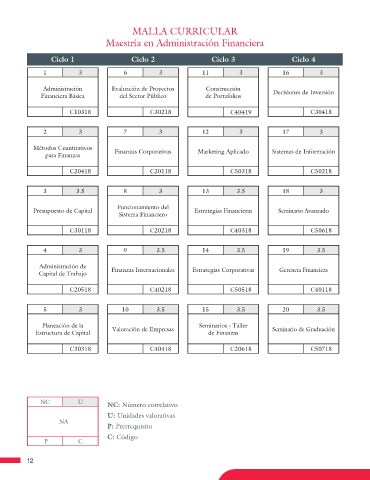 MALLA CURRICULAR
Maestría en Administración Financiera
Ciclo 1 Ciclo 2 Ciclo 3 Ciclo 4
1 3 6 3 11 3 16 3
Administración Financiera Básica
Evaluación de Proyectos del Sector Público
Construcción de Portafolios
Decisiones de Inversión
C10318 C30218 C40419 C30418
2 3 7 3 12 3 17 3
Métodos Cuantitativos para Finanzas
Finanzas Corporativas
Marketing Aplicado
Sistemas de Información
C20418 C20118 C50318 C50218
3 3.5 8 3 13 3.5 18 3
Presupuesto de Capital
Funcionamiento del Sistema Financiero
Estrategias Financieras
Seminario Avanzado
C30118 C20218 C40318 C50618
4 3 9 3.5 14 3.5 19 3.5
Administración de Capital de Trabajo
Finanzas Internacionales
Estrategias Corporativas
Gerencia Financiera
C20518 C40218 C50518 C40118
5 3 10 3.5 15 3.5 20 3.5
Planeación de la Estructura de Capital
Valoración de Empresas
Seminarios - Taller de Finanzas
Seminario de Graduación
C30318 C40418 C20618 C50718
NC U
NA
P C
NC: Número correlativo
U: Unidades valorativas
P: Prerrequisito
C: Código
12